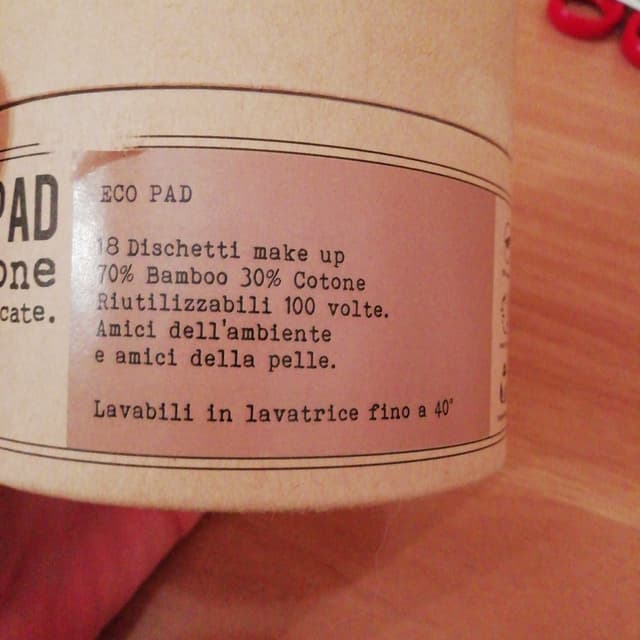 PAD
one
cate.
ECO PAD
18 Dischetti make up
70% Bamboo 30% Cotone
Riutilizzabili 100 volte.
Amici dell'ambiente
e amici della pelle.
Lavabili in lavatrice fino a 40°